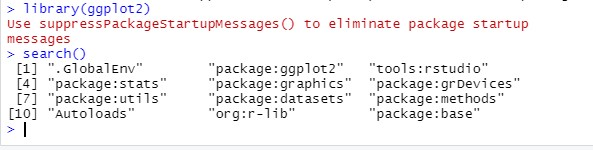 > library(ggplot2)
Use suppressPackageStartupMessages() to eliminate package startup
messages
> search()
 [1] ".GlobalEnv"        "package:ggplot2"   "tools:rstudio"
 [4] "package:stats"     "package:graphics"  "package:grDevices"
 [7] "package:utils"     "package:datasets"  "package:methods"
[10] "Autoloads"         "org:r-lib"         "package:base"
>